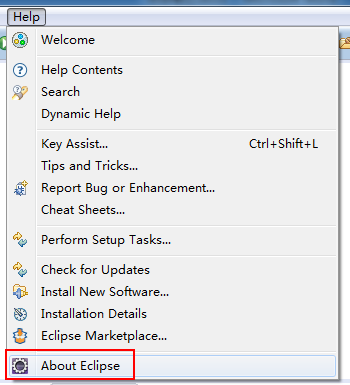 Help
Welcome
Help Contents
Search
Dynamic Help
Key Assist... Ctrl+Shift+L
Tips and Tricks...
Report Bug or Enhancement...
Cheat Sheets...
Perform Setup Tasks...
Check for Updates
Install New Software...
Installation Details
Eclipse Marketplace...
About Eclipse